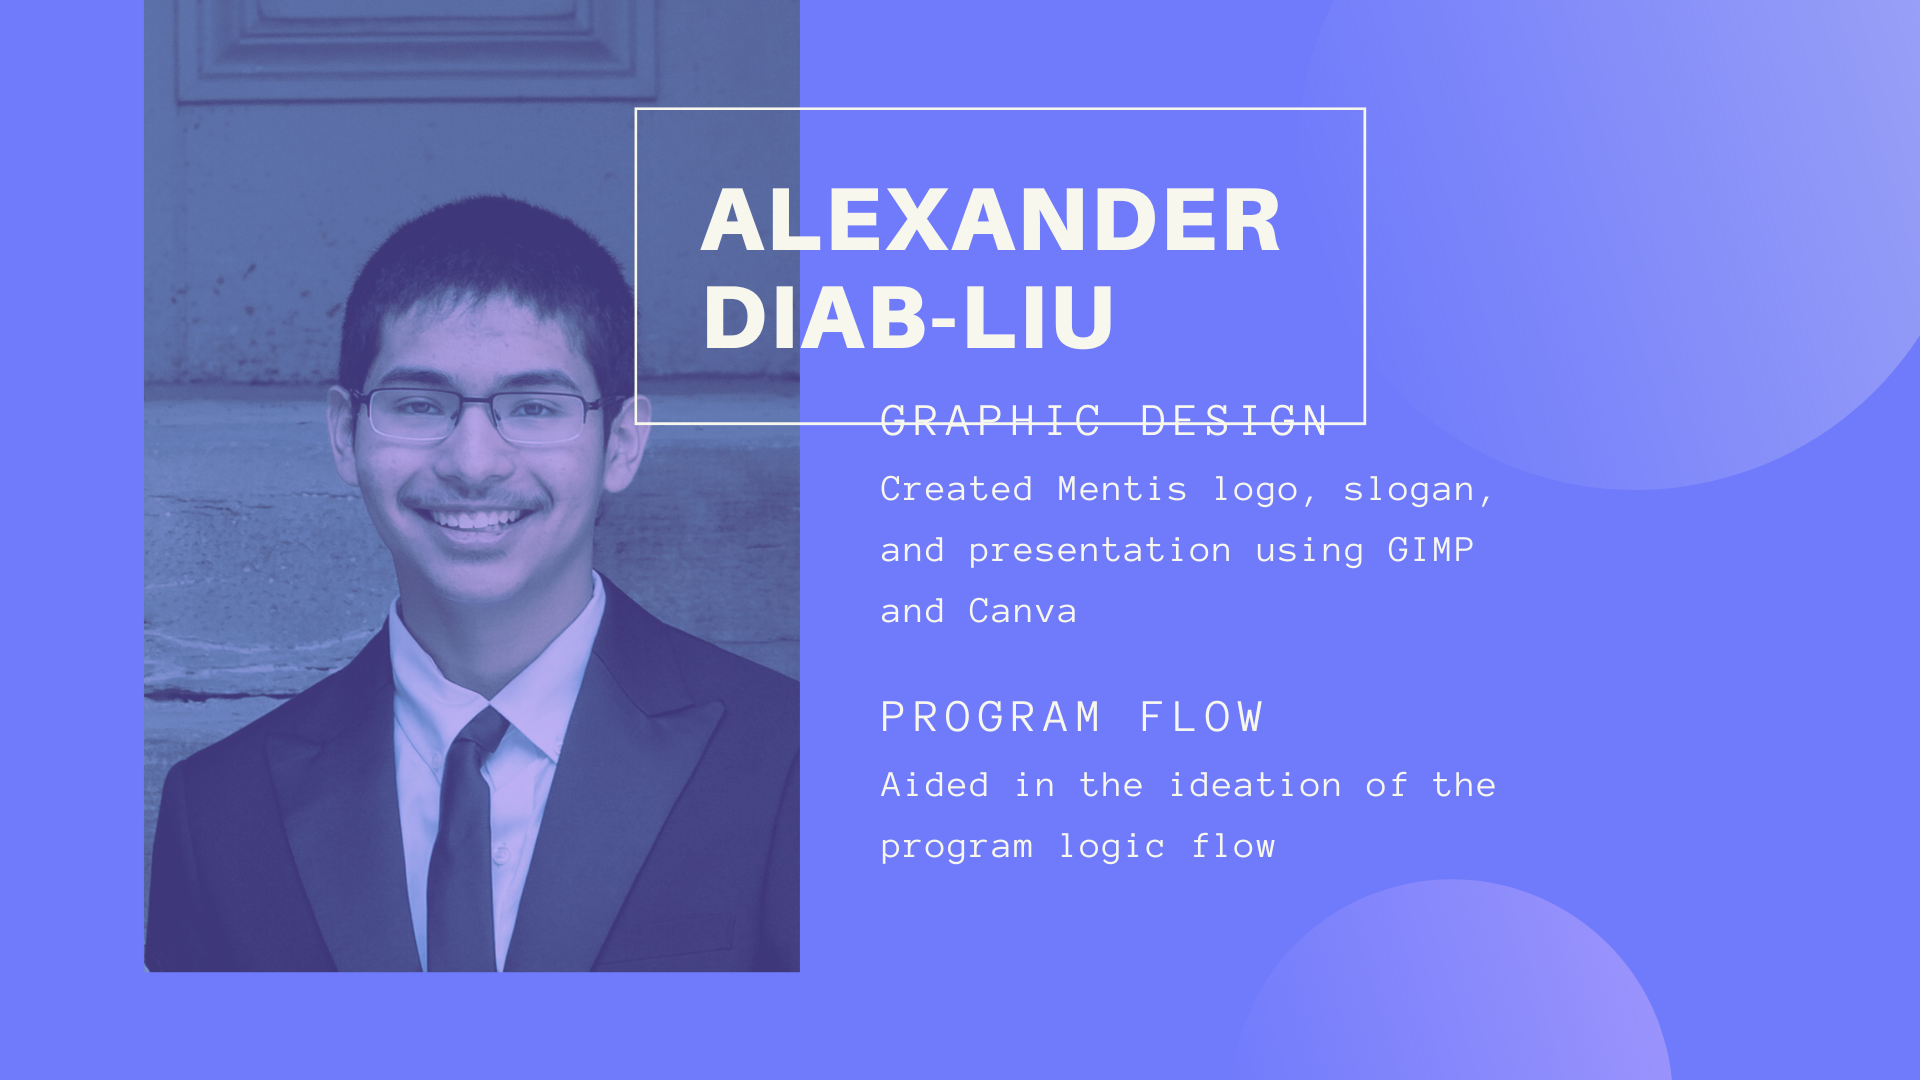 ALEXANDER
DIAB-LIU
GRAPHIC DESIGN
Created Mentis logo, slogan,
and presentation using GIMP
and Canva
PROGRAM FLOW
Aided in the ideation of the
program logic flow